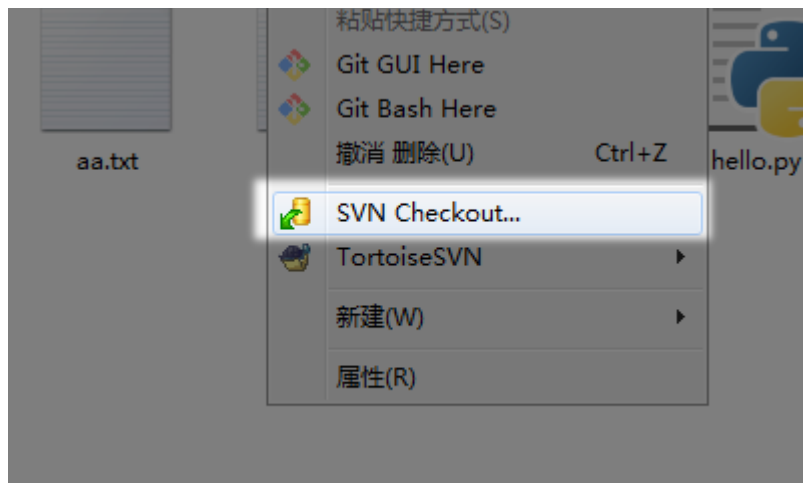 粘贴快捷方式(S)
Git GUI Here
Git Bash Here
撤消 删除(U) Ctrl+Z
aa.txt
hello.py
SVN Checkout...
TortoiseSVN
新建(W)
属性(R)